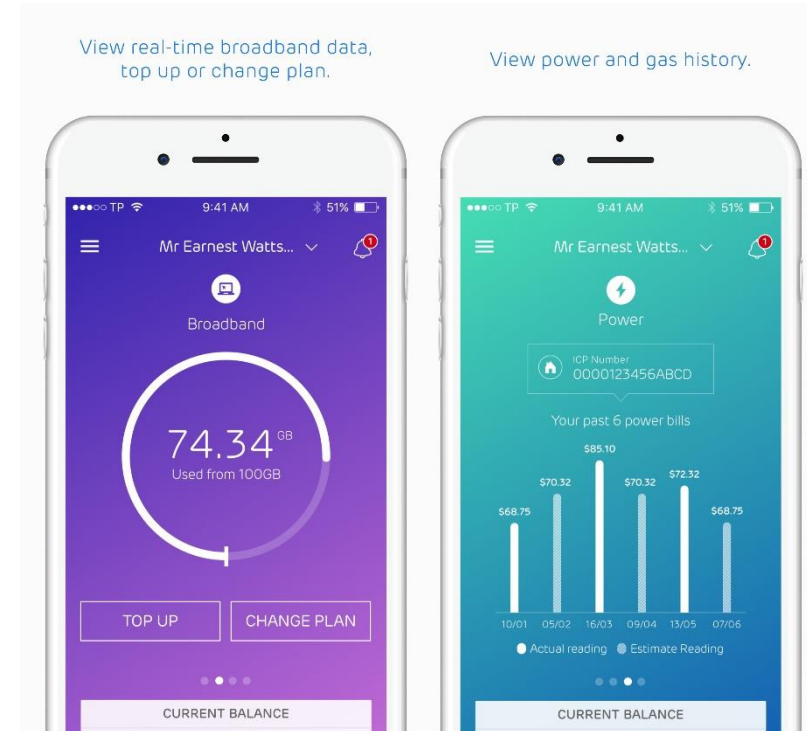 View real-time broadband data,
top up or change plan.
TP 9:41 AM 51%
Mr Earnest Watts... 1
Broadband
74.34 GB
Used from 100GB
TOP UP CHANGE PLAN
CURRENT BALANCE
View power and gas history.
TP 9:41 AM 51%
Mr Earnest Watts... 1
Power
ICP Number
0000123456ABCD
Your past 6 power bills
$85.10
$70.32 $70.32 $72.32
$68.75 $68.75
10/01 05/02 16/03 09/04 13/05 07/06
Actual reading Estimate Reading
CURRENT BALANCE